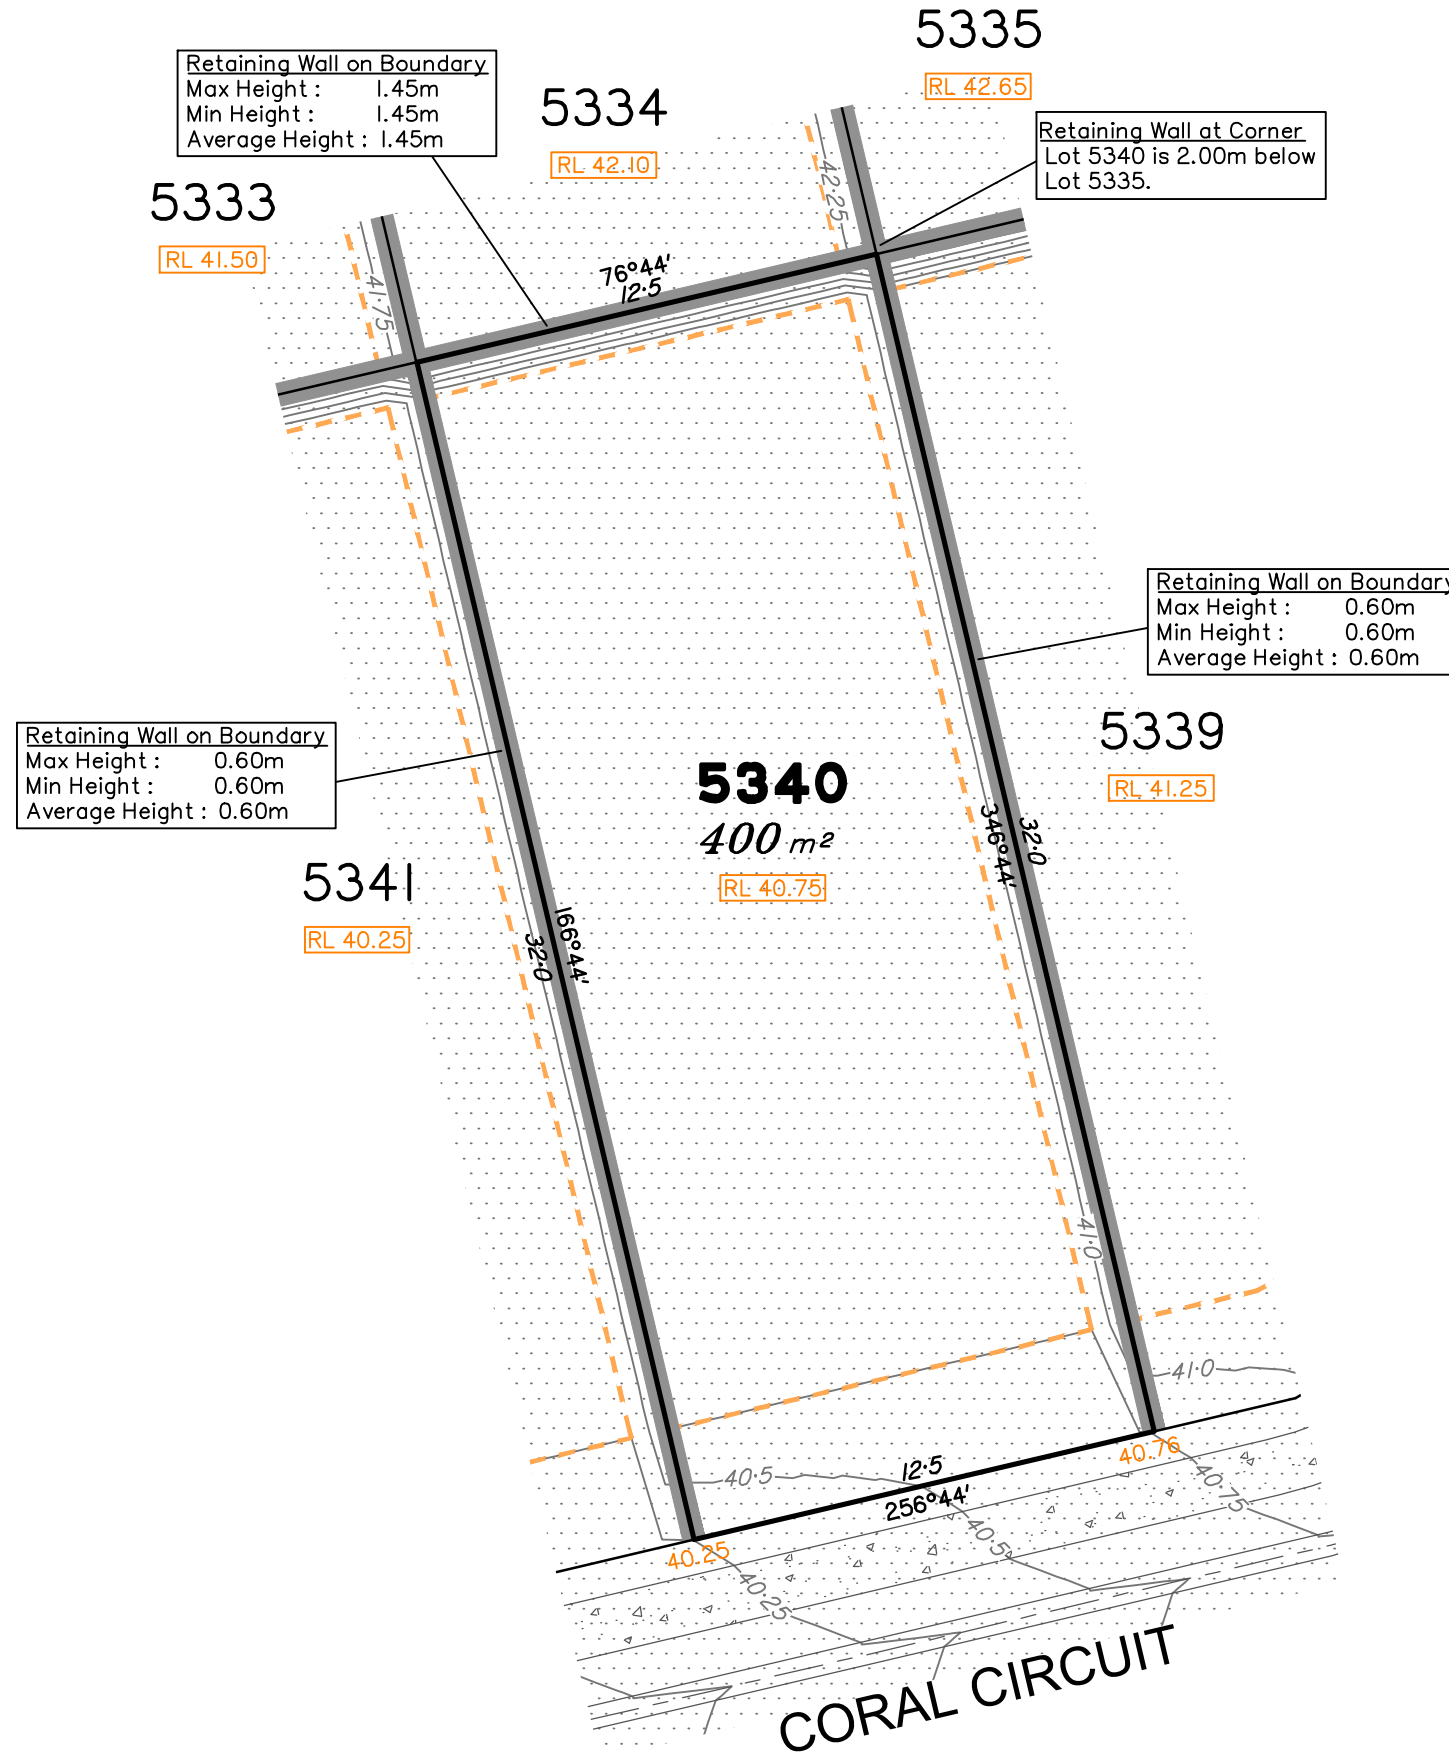 5335
RL 42.65
Retaining Wall on Boundary
Max Height : 1.45m
Min Height : 1.45m
Average Height : 1.45m
5334
RL 42.10
Retaining Wall at Corner
Lot 5340 is 2.00m below
Lot 5335.
5333
RL 41.50
42·25
41·75
76°44'
12·5
Retaining Wall on Boundary
Max Height : 0.60m
Min Height : 0.60m
Average Height : 0.60m
5339
RL 41.25
Retaining Wall on Boundary
Max Height : 0.60m
Min Height : 0.60m
Average Height : 0.60m
5340
400 m²
RL 40.75
346°44'
32·0
5341
RL 40.25
166°44'
32·0
41·0
41·0
40.76
40·5
12·5
256°44'
40·75
40·5
40.25
40·25
CORAL CIRCUIT